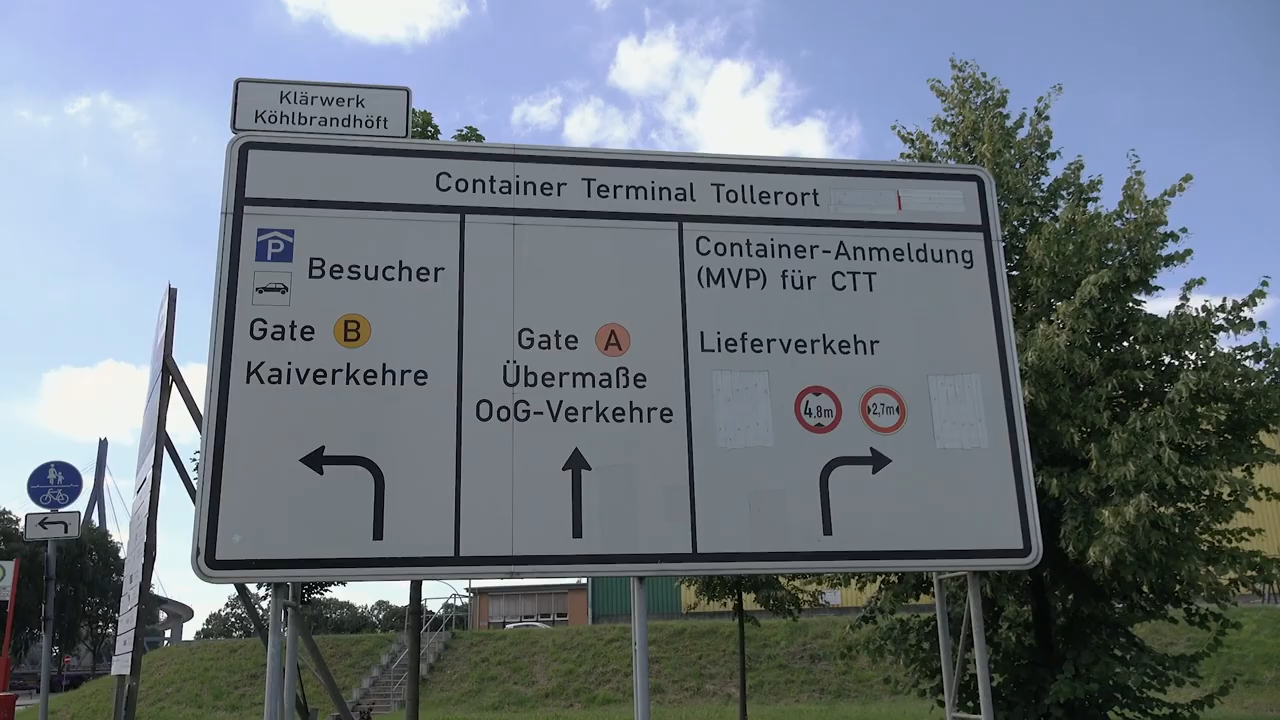 Klärwerk
Köhlbrandhöft
Container Terminal Tollerort
P
Besucher
Gate B
Kaiverkehre
Gate A
Übermaße
OoG-Verkehre
Container-Anmeldung
(MVP) für CTT
Lieferverkehr
4,8m
2,7m